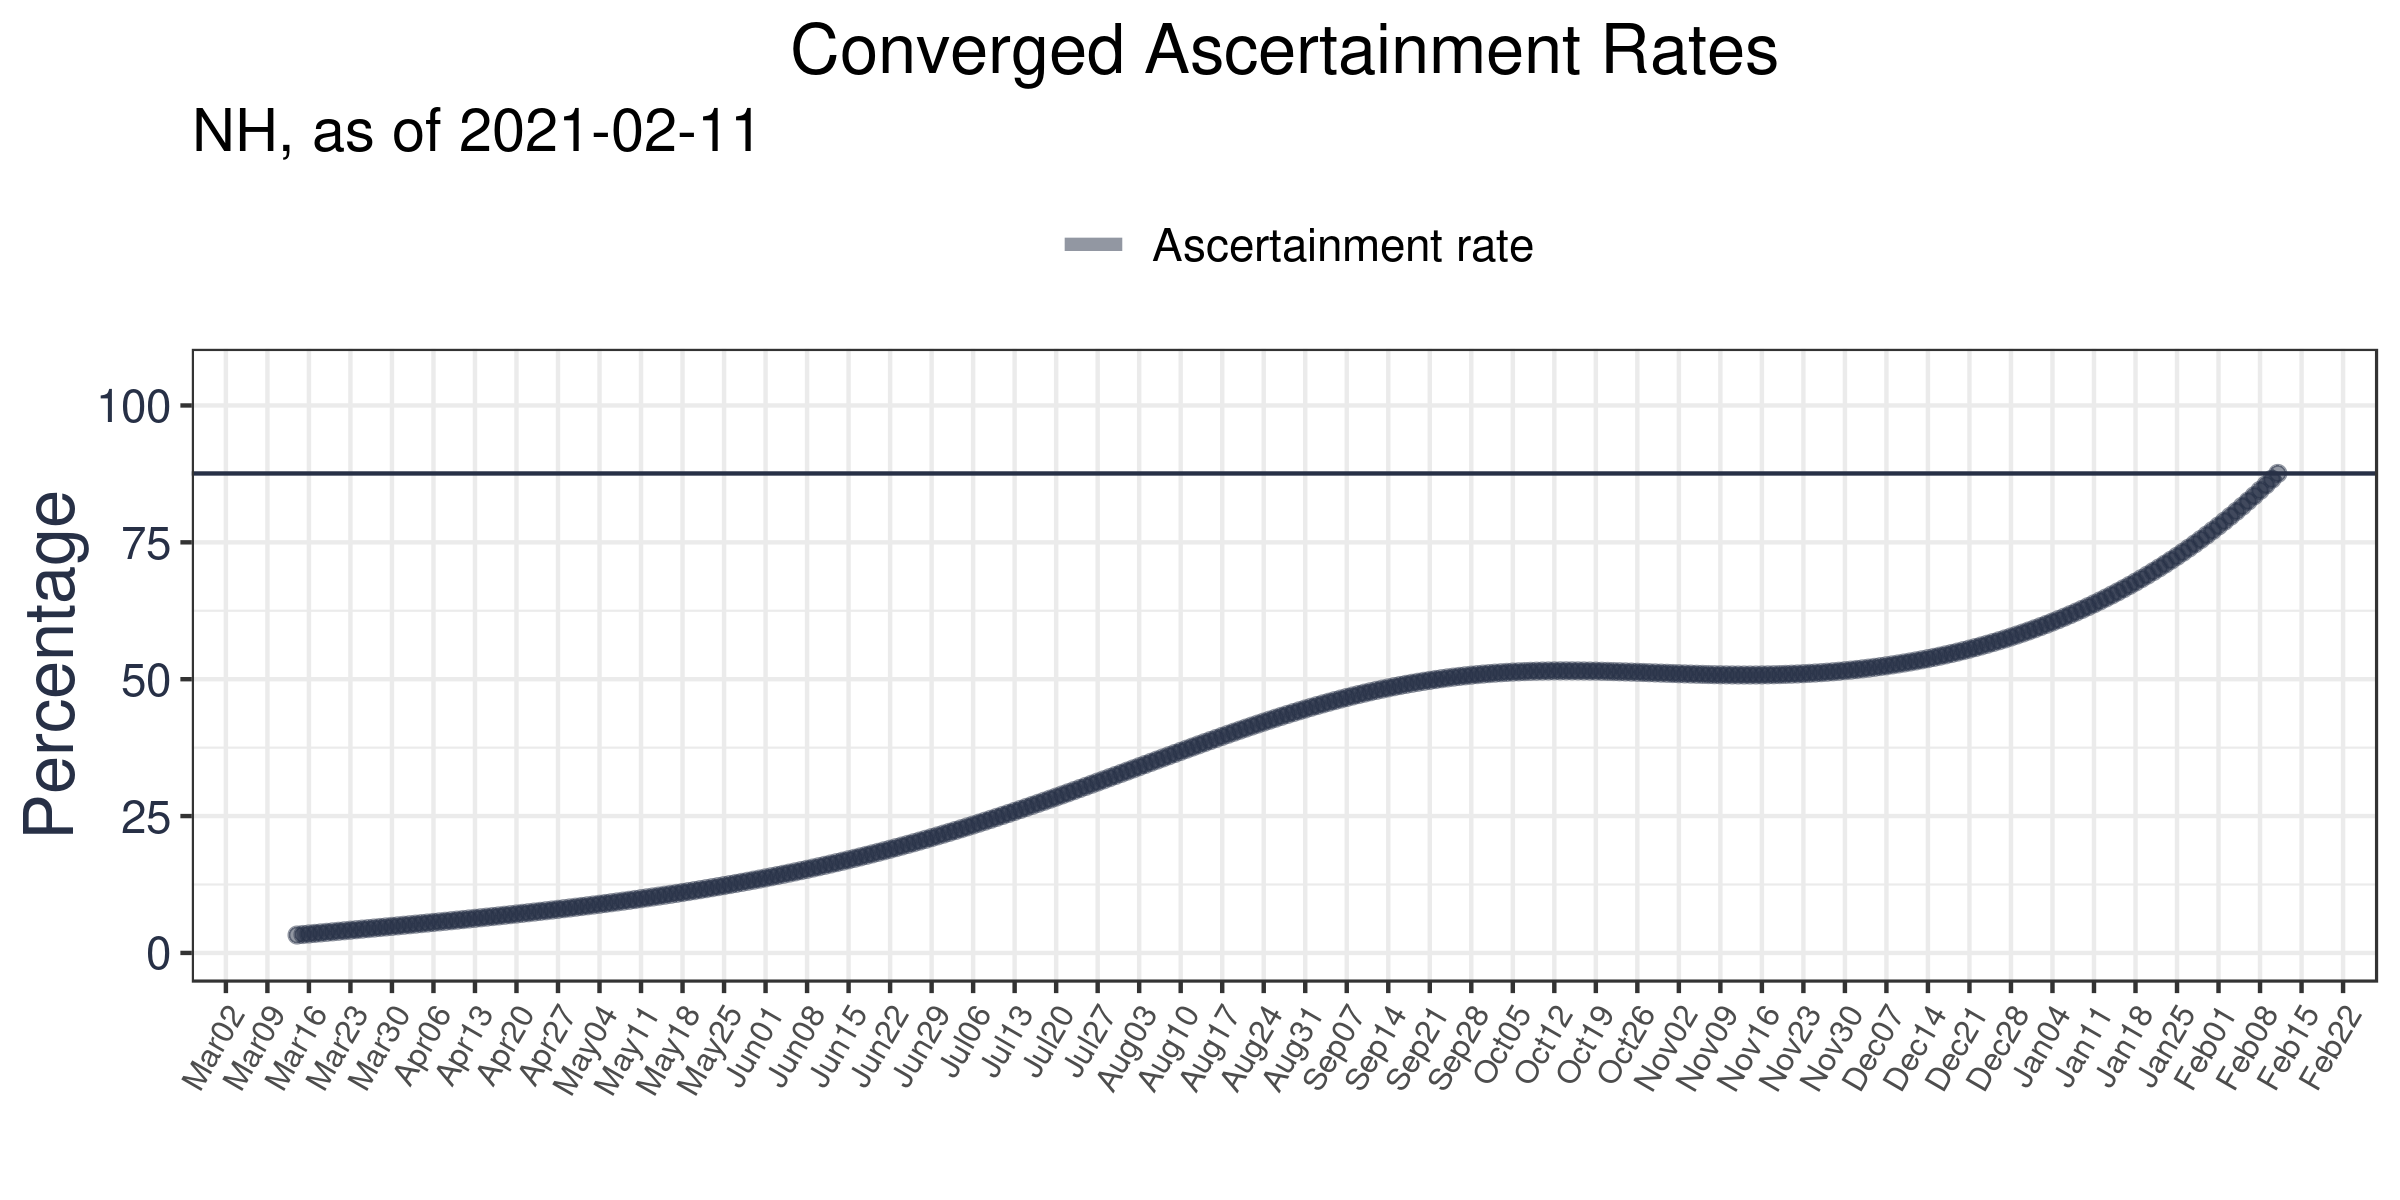 Converged Ascertainment Rates
NH, as of 2021-02-11
Ascertainment rate
Percentage
100
75
50
25
0
Mar02 Mar09 Mar16 Mar23 Mar30 Apr06 Apr13 Apr20 Apr27 May04 May11 May18 May25 Jun01 Jun08 Jun15 Jun22 Jun29 Jul06 Jul13 Jul20 Jul27 Aug03 Aug10 Aug17 Aug24 Aug31 Sep07 Sep14 Sep21 Sep28 Oct05 Oct12 Oct19 Oct26 Nov02 Nov09 Nov16 Nov23 Nov30 Dec07 Dec14 Dec21 Dec28 Jan04 Jan11 Jan18 Jan25 Feb01 Feb08 Feb15 Feb22